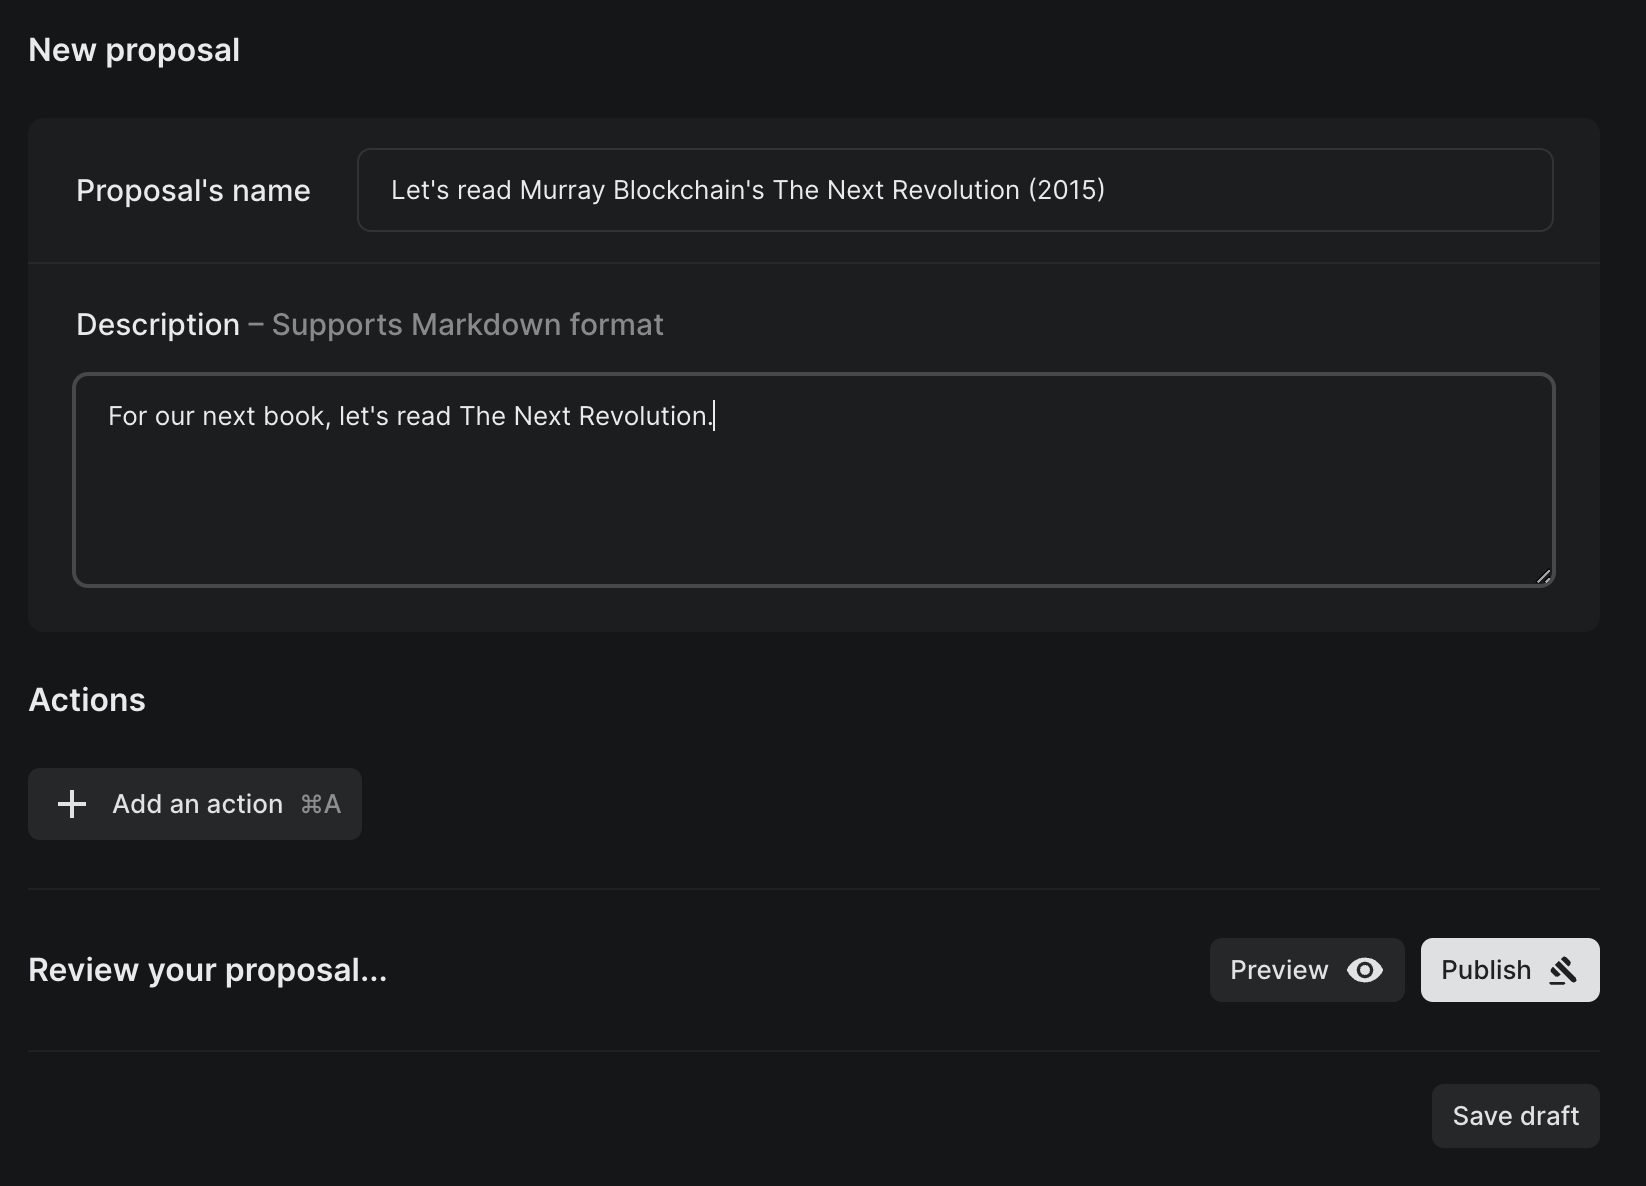 New proposal
Proposal's name
Let's read Murray Blockchain's The Next Revolution (2015)
Description – Supports Markdown format
For our next book, let's read The Next Revolution.
Actions
Add an action ⌘A
Review your proposal...
Preview
Publish
Save draft